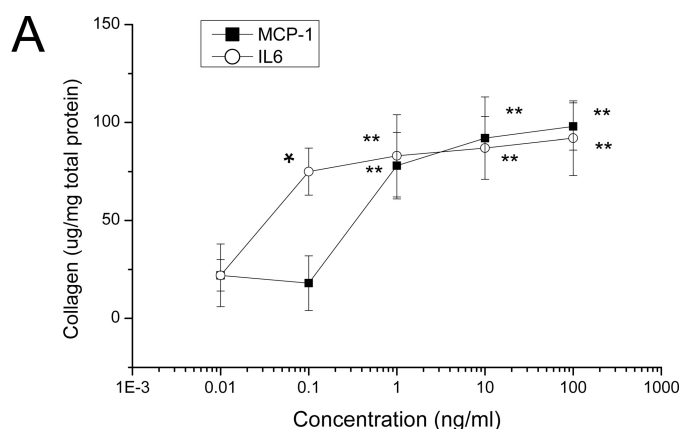 A
MCP-1
IL6
Collagen (ug/mg total protein)
150
100
50
0
*
**
**
**
**
**
**
1E-3 0.01 0.1 1 10 100 1000
Concentration (ng/ml)